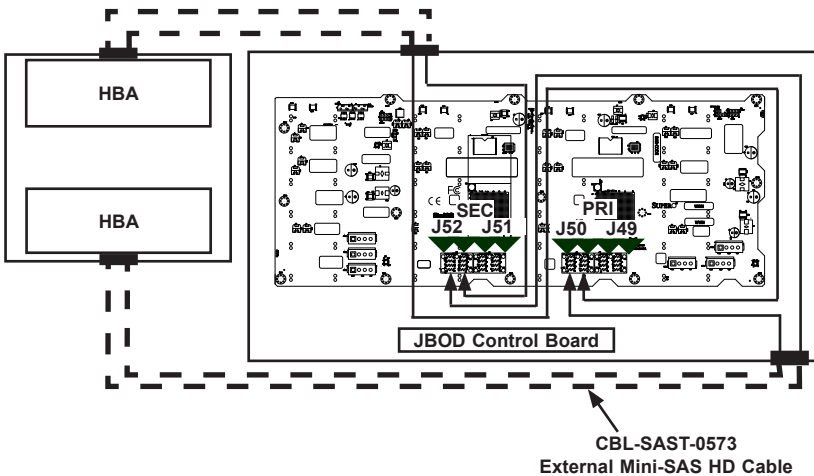 HBA
HBA
SEC
PRI
J52
J51
J50
J49
SUPER
JBOD Control Board
CBL-SAST-0573
External Mini-SAS HD Cable